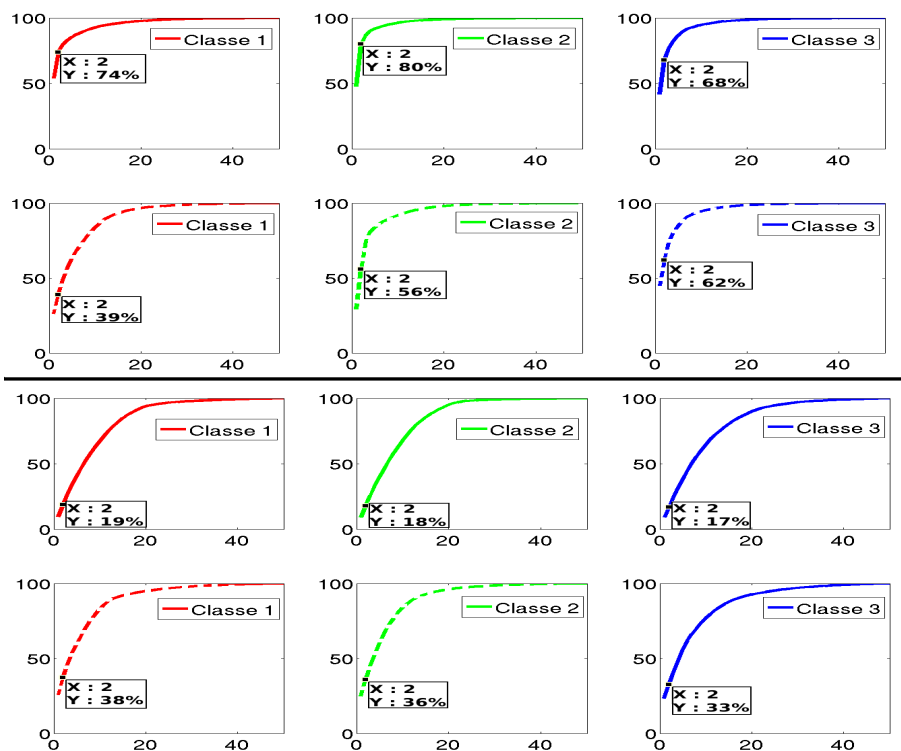 100
50
0
0 20 40
Classe 1
X : 2
Y : 74%
100
50
0
0 20 40
Classe 2
X : 2
Y : 80%
100
50
0
0 20 40
Classe 3
X : 2
Y : 68%
100
50
0
0 20 40
Classe 1
X : 2
Y : 39%
100
50
0
0 20 40
Classe 2
X : 2
Y : 56%
100
50
0
0 20 40
Classe 3
X : 2
Y : 62%
100
50
0
0 20 40
Classe 1
X : 2
Y : 19%
100
50
0
0 20 40
Classe 2
X : 2
Y : 18%
100
50
0
0 20 40
Classe 3
X : 2
Y : 17%
100
50
0
0 20 40
Classe 1
X : 2
Y : 38%
100
50
0
0 20 40
Classe 2
X : 2
Y : 36%
100
50
0
0 20 40
Classe 3
X : 2
Y : 33%